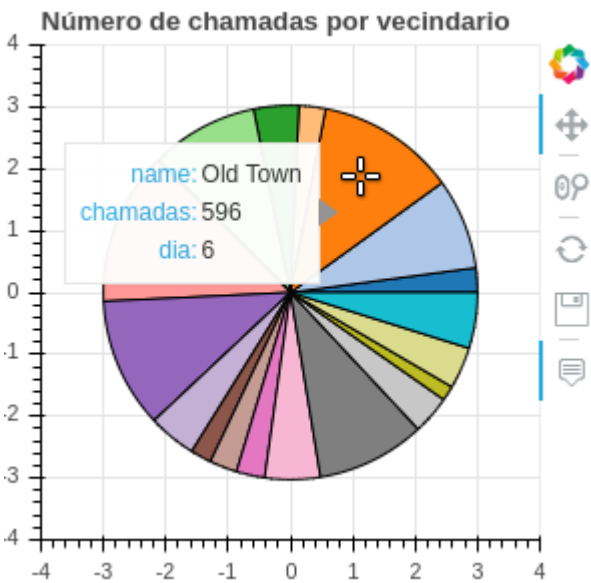 Número de chamadas por vecindario
4
3
2
1
0
-1
-2
-3
-4
name: Old Town
chamadas: 596
dia: 6
-4 -3 -2 -1 0 1 2 3 4